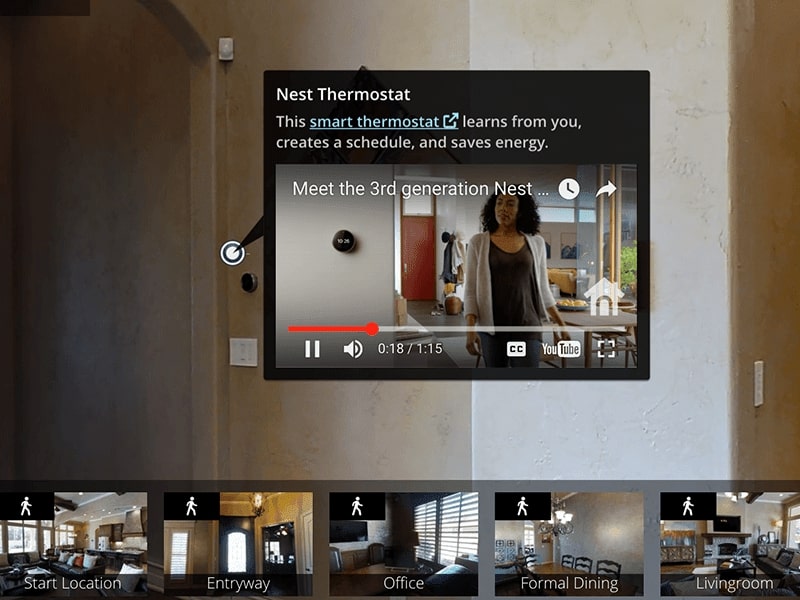 Nest Thermostat
This smart thermostat learns from you,
creates a schedule, and saves energy.
Meet the 3rd generation Nest ...
10 26
0:18 / 1:15
CC
YouTube
Start Location
Entryway
Office
Formal Dining
Livingroom